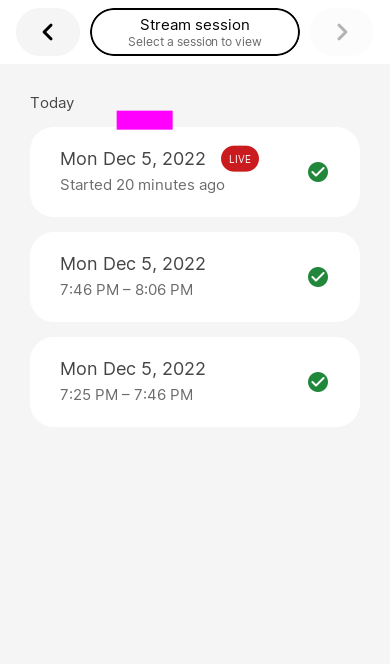 Stream session
Select a session to view
Today
Mon Dec 5, 2022 LIVE
Started 20 minutes ago
Mon Dec 5, 2022
7:46 PM – 8:06 PM
Mon Dec 5, 2022
7:25 PM – 7:46 PM